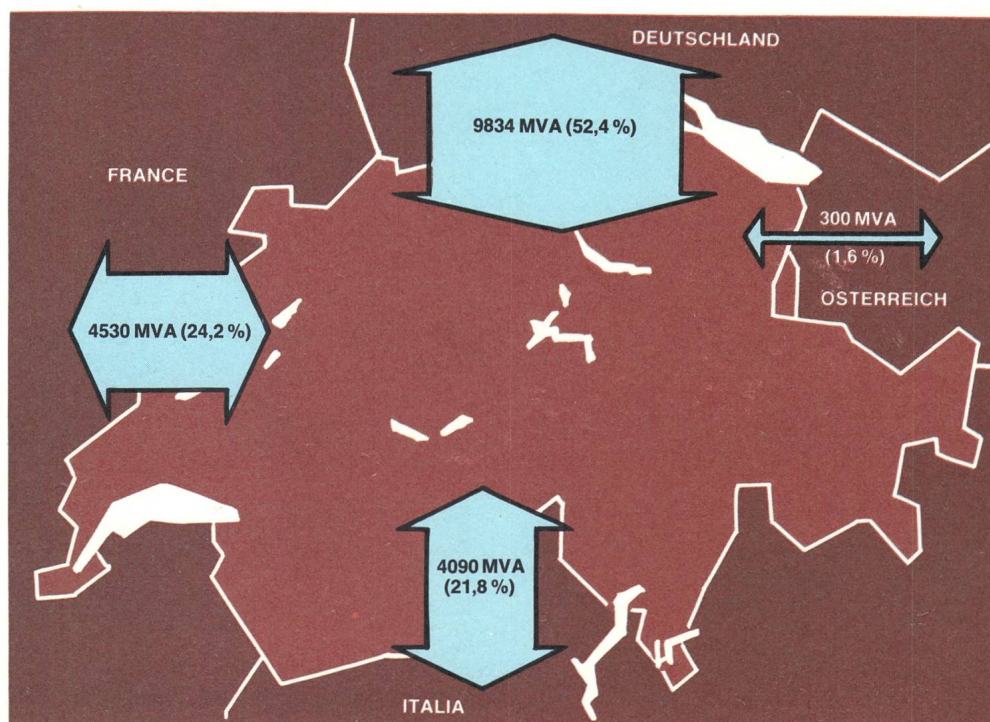 DEUTSCHLAND
9834 MVA (52,4 %)
FRANCE
300 MVA
(1,6 %)
ÖSTERREICH
4530 MVA (24,2 %)
4090 MVA
(21,8 %)
ITALIA